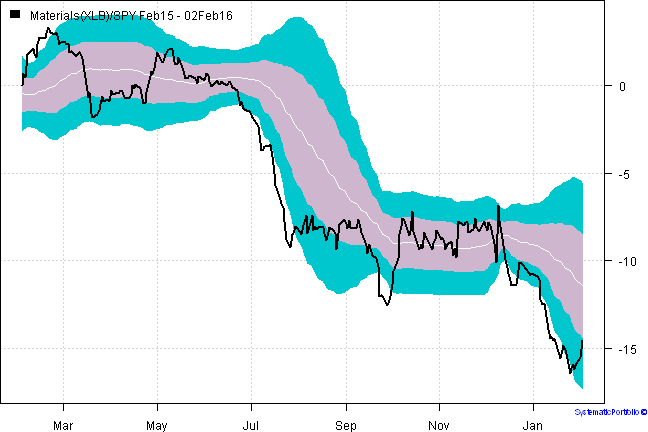 Materials(XLB)/SPY Feb15 - 02Feb16
0
-5
-10
-15
Mar May Jul Sep Nov Jan
SystematicPortfolio ©